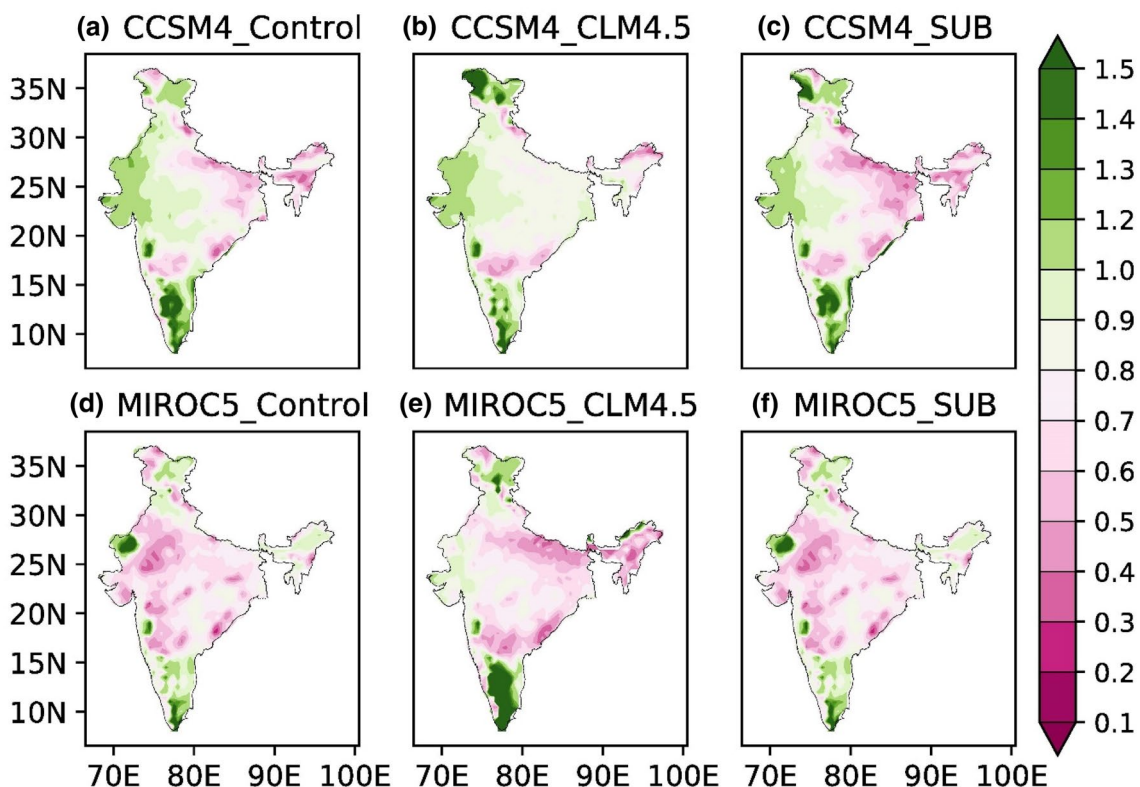 (a) CCSM4_Control
(b) CCSM4_CLM4.5
(c) CCSM4_SUB
35N
30N
25N
20N
15N
10N
(d) MIROC5_Control
(e) MIROC5_CLM4.5
(f) MIROC5_SUB
35N
30N
25N
20N
15N
10N
70E 80E 90E 100E
70E 80E 90E 100E
70E 80E 90E 100E
1.5
1.4
1.3
1.2
1.0
0.9
0.8
0.7
0.6
0.5
0.4
0.3
0.2
0.1